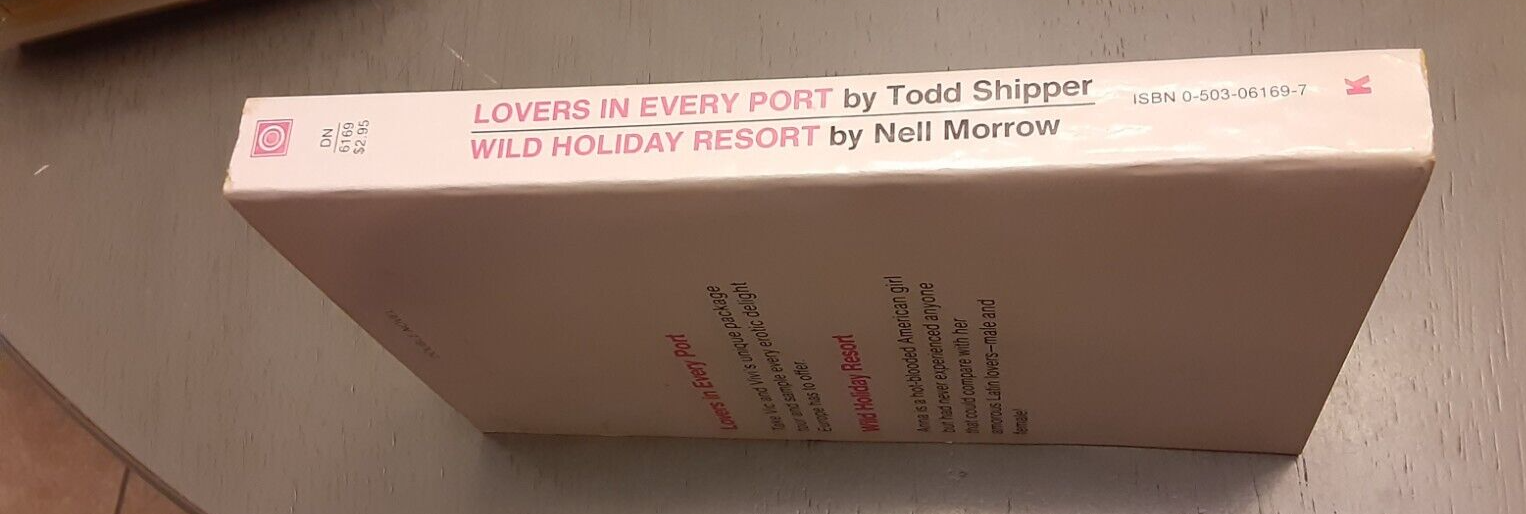 DN
6169
$2.95
LOVERS IN EVERY PORT by Todd Shipper
WILD HOLIDAY RESORT by Nell Morrow
ISBN 0-503-06169-7
K
Lovers in Every Port
Take Vic and Vivi's unique package
tour and sample every erotic delight
Europe has to offer.
Wild Holiday Resort
Anna is a hot-blooded American girl
but had never experienced anyone
that could compare with her
amorous Latin lovers—male and
female!